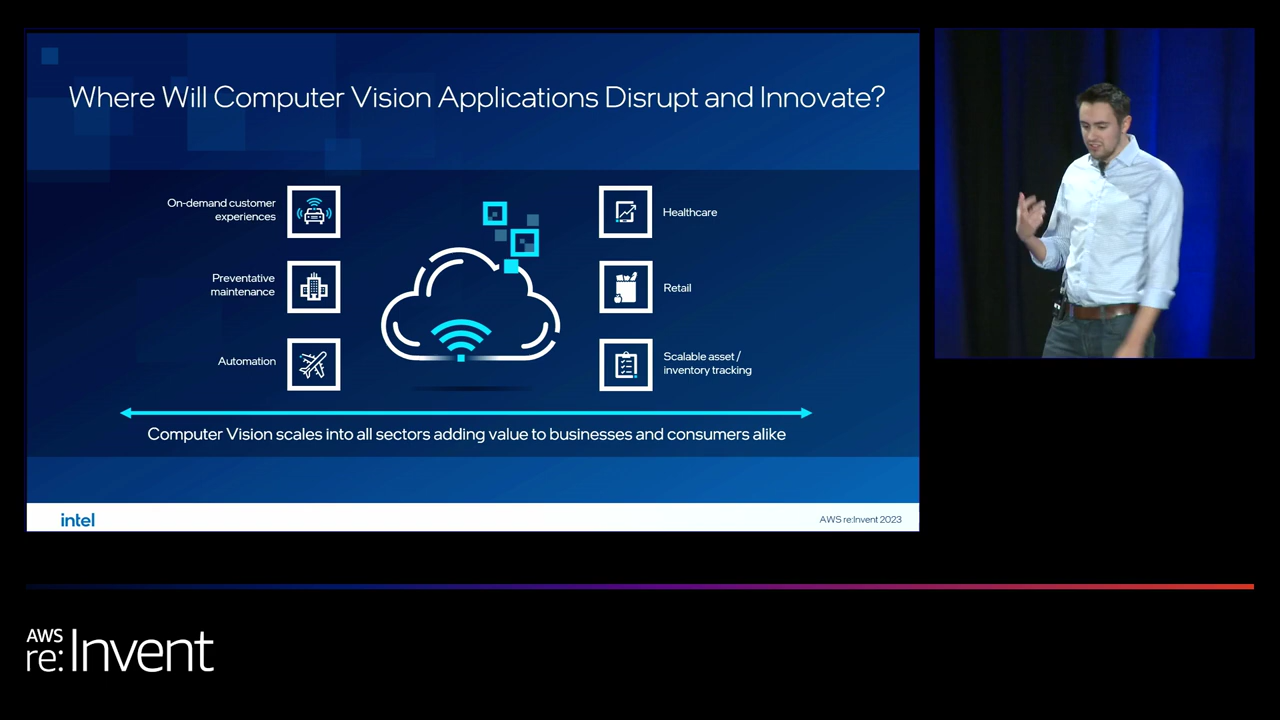 Where Will Computer Vision Applications Disrupt and Innovate?
On-demand customer
experiences
Preventative
maintenance
Automation
Healthcare
Retail
Scalable asset /
inventory tracking
Computer Vision scales into all sectors adding value to businesses and consumers alike
intel
AWS re:Invent 2023
AWS
re:Invent